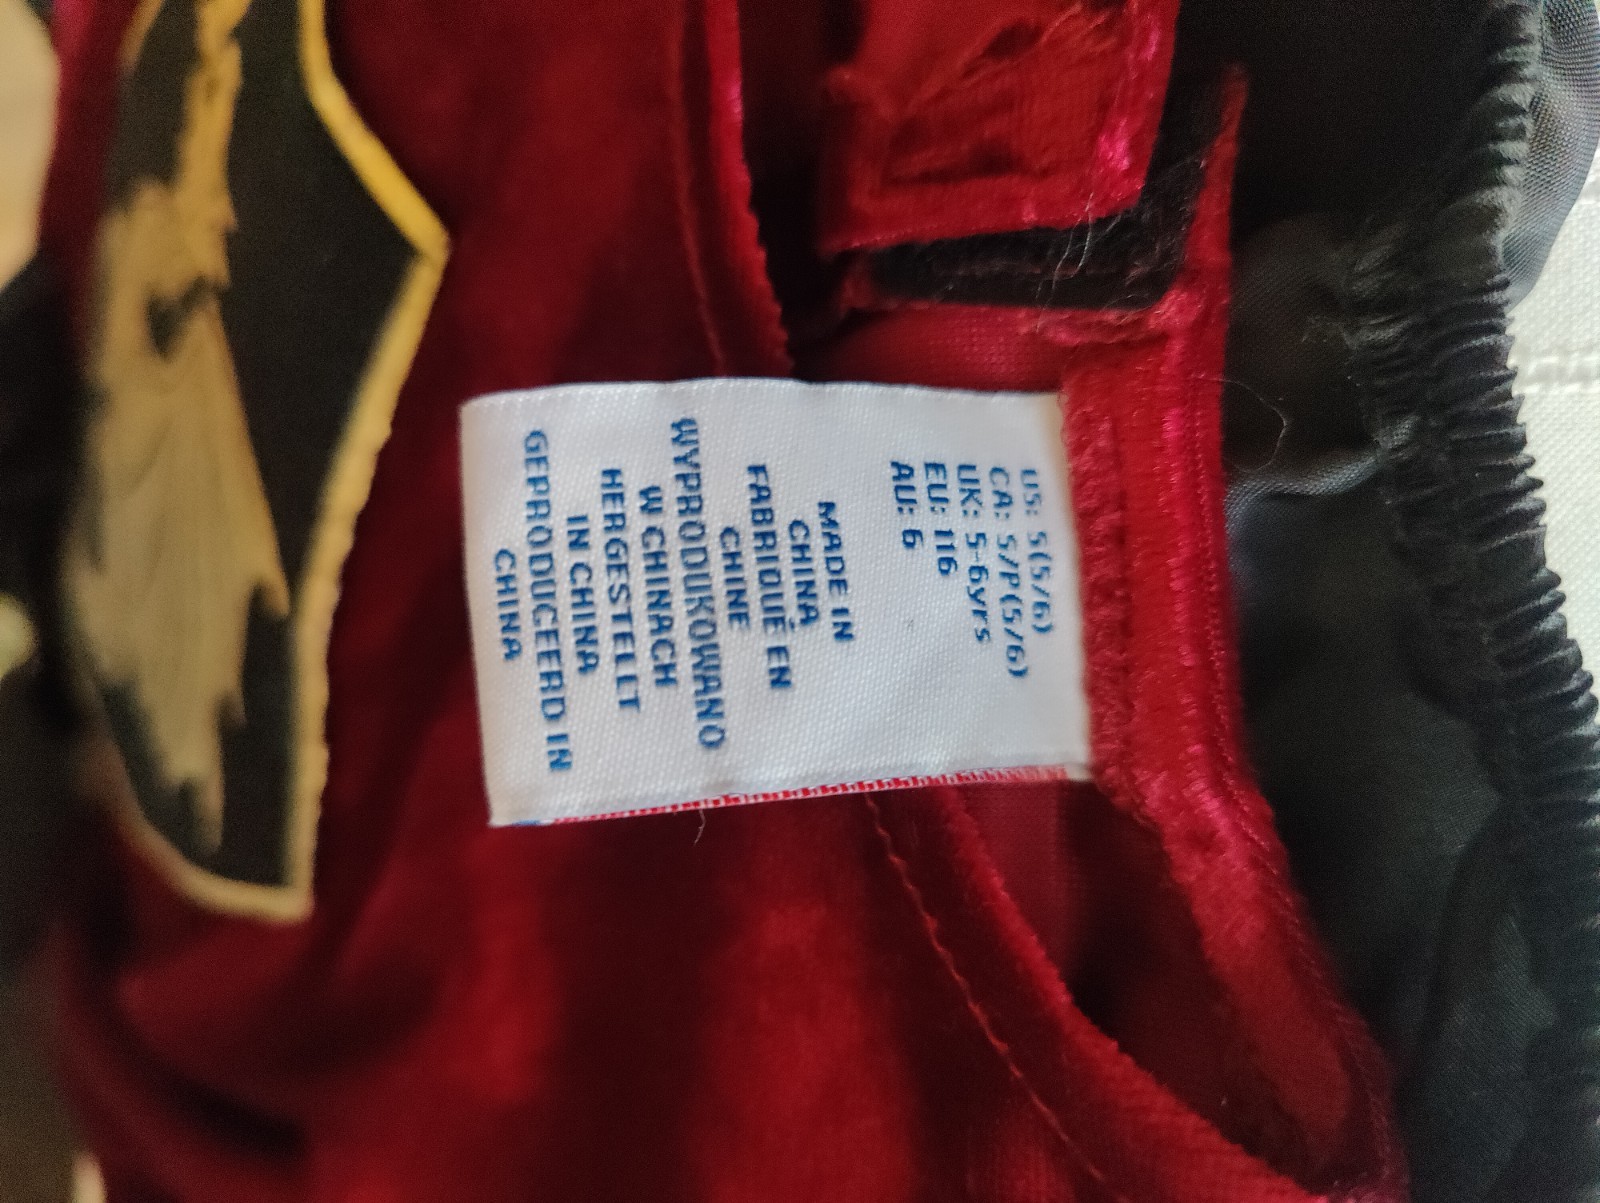 US: S(5/6)
CA: S/P(5/6)
UK: 5-6yrs
EU: 116
AU: 6
MADE IN
CHINA
FABRIQUÉ EN
CHINE
WYPRODUKOWANO
W CHINACH
HERGESTELLT
IN CHINA
GEPRODUCEERD IN
CHINA